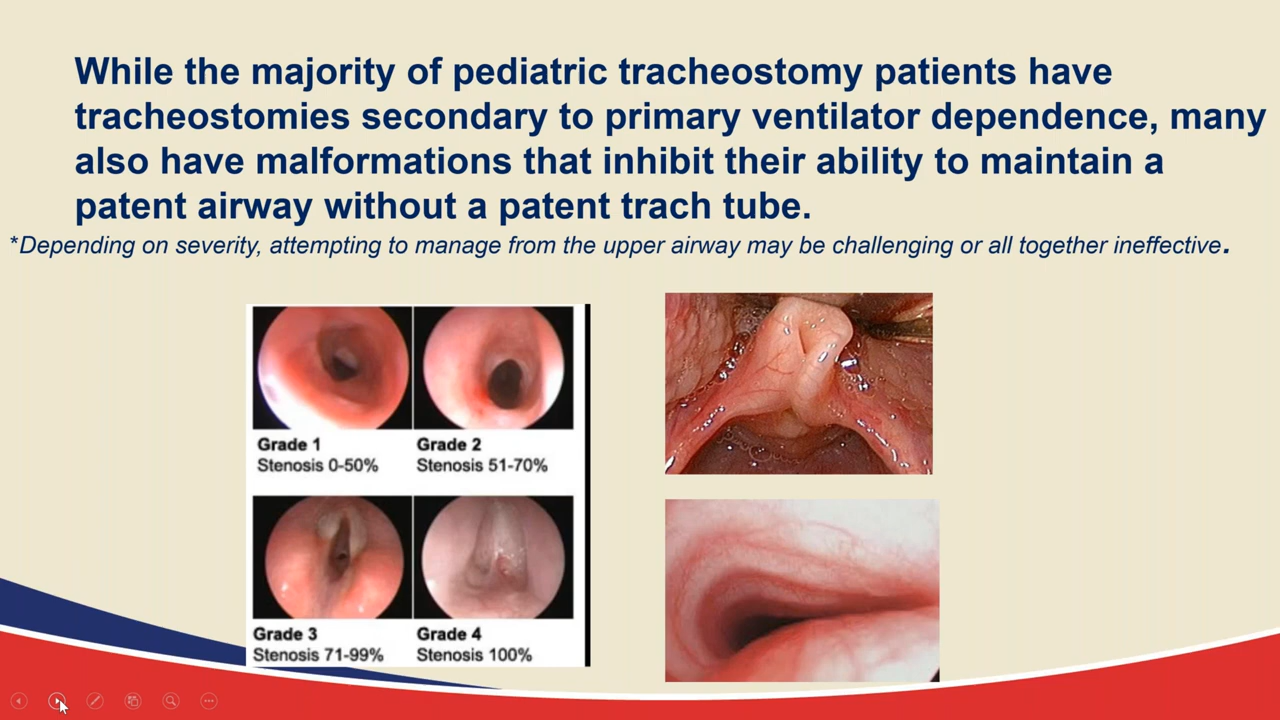 While the majority of pediatric tracheostomy patients have
tracheostomies secondary to primary ventilator dependence, many
also have malformations that inhibit their ability to maintain a
patent airway without a patent trach tube.
*Depending on severity, attempting to manage from the upper airway may be challenging or all together ineffective.
Grade 1
Stenosis 0-50%
Grade 2
Stenosis 51-70%
Grade 3
Stenosis 71-99%
Grade 4
Stenosis 100%